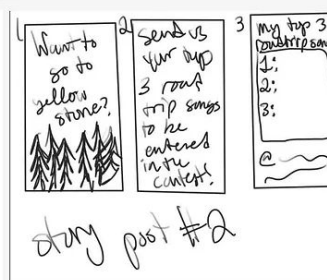 1
Want to
go to
yellow
stone?
2
send us
your top
3 road
trip songs
to be
entered
in the
contest!
3
my top 3
roadtrip son
1:
2:
3:
@
story post #2